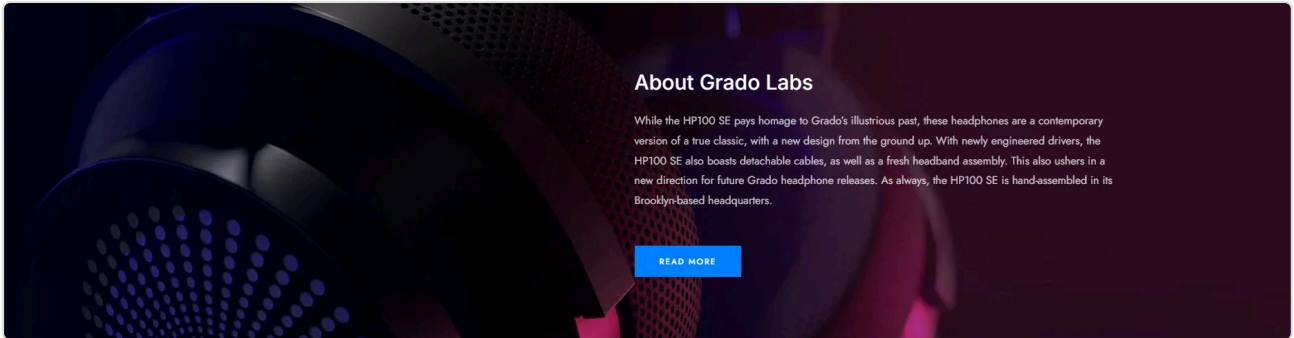 About Grado Labs
While the HP100 SE pays homage to Grado's illustrious past, these headphones are a contemporary
version of a true classic, with a new design from the ground up. With newly engineered drivers, the
HP100 SE also boasts detachable cables, as well as a fresh headband assembly. This also ushers in a
new direction for future Grado headphone releases. As always, the HP100 SE is hand-assembled in its
Brooklyn-based headquarters.
READ MORE